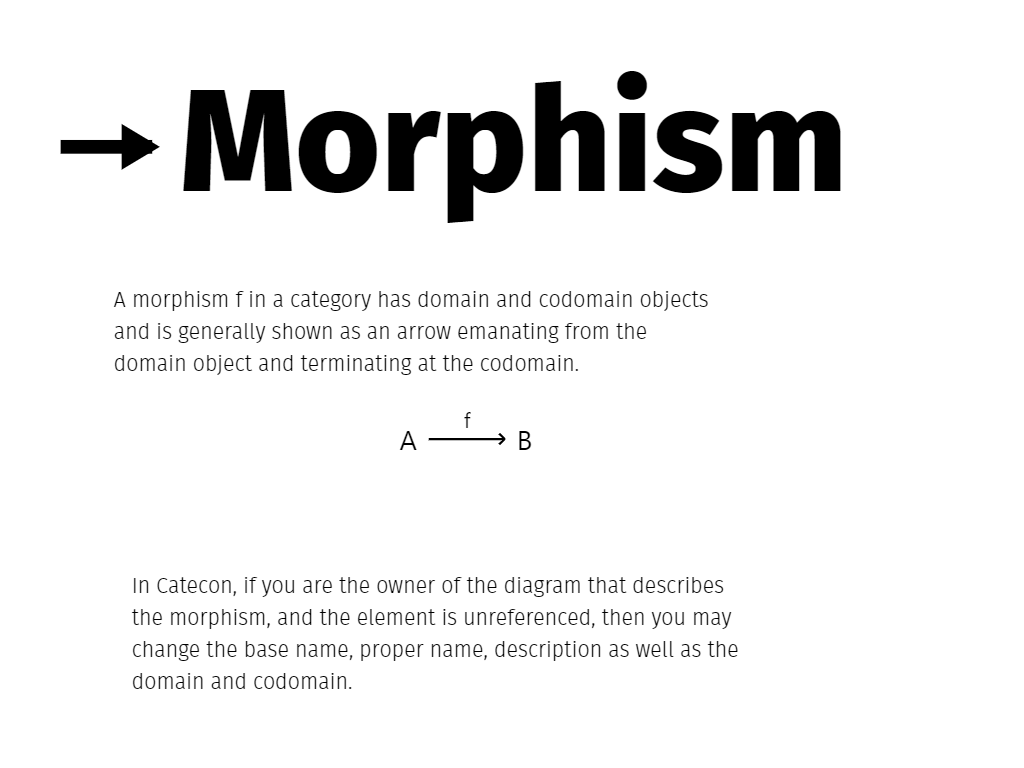 Morphism
A morphism f in a category has domain and codomain objects
and is generally shown as an arrow emanating from the
domain object and terminating at the codomain.
f
A B
In Catecon, if you are the owner of the diagram that describes
the morphism, and the element is unreferenced, then you may
change the base name, proper name, description as well as the
domain and codomain.